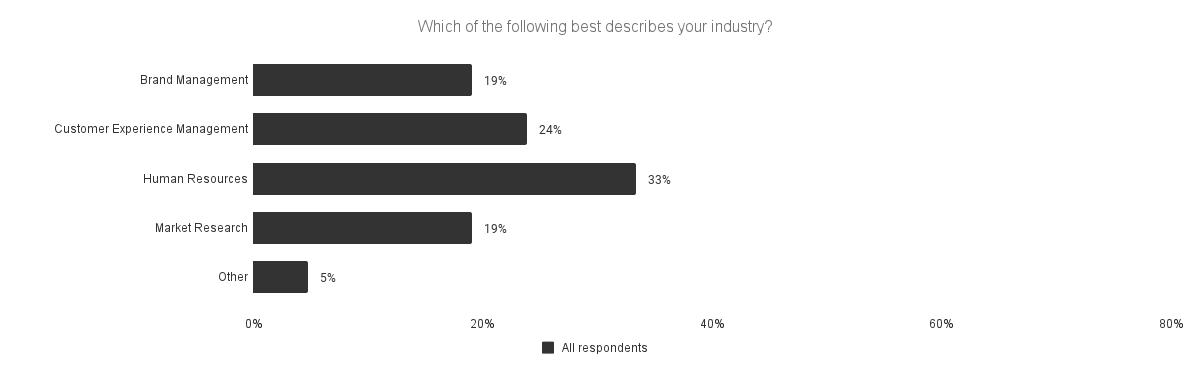 Which of the following best describes your industry?
Brand Management 19%
Customer Experience Management 24%
Human Resources 33%
Market Research 19%
Other 5%
0% 20% 40% 60% 80%
All respondents